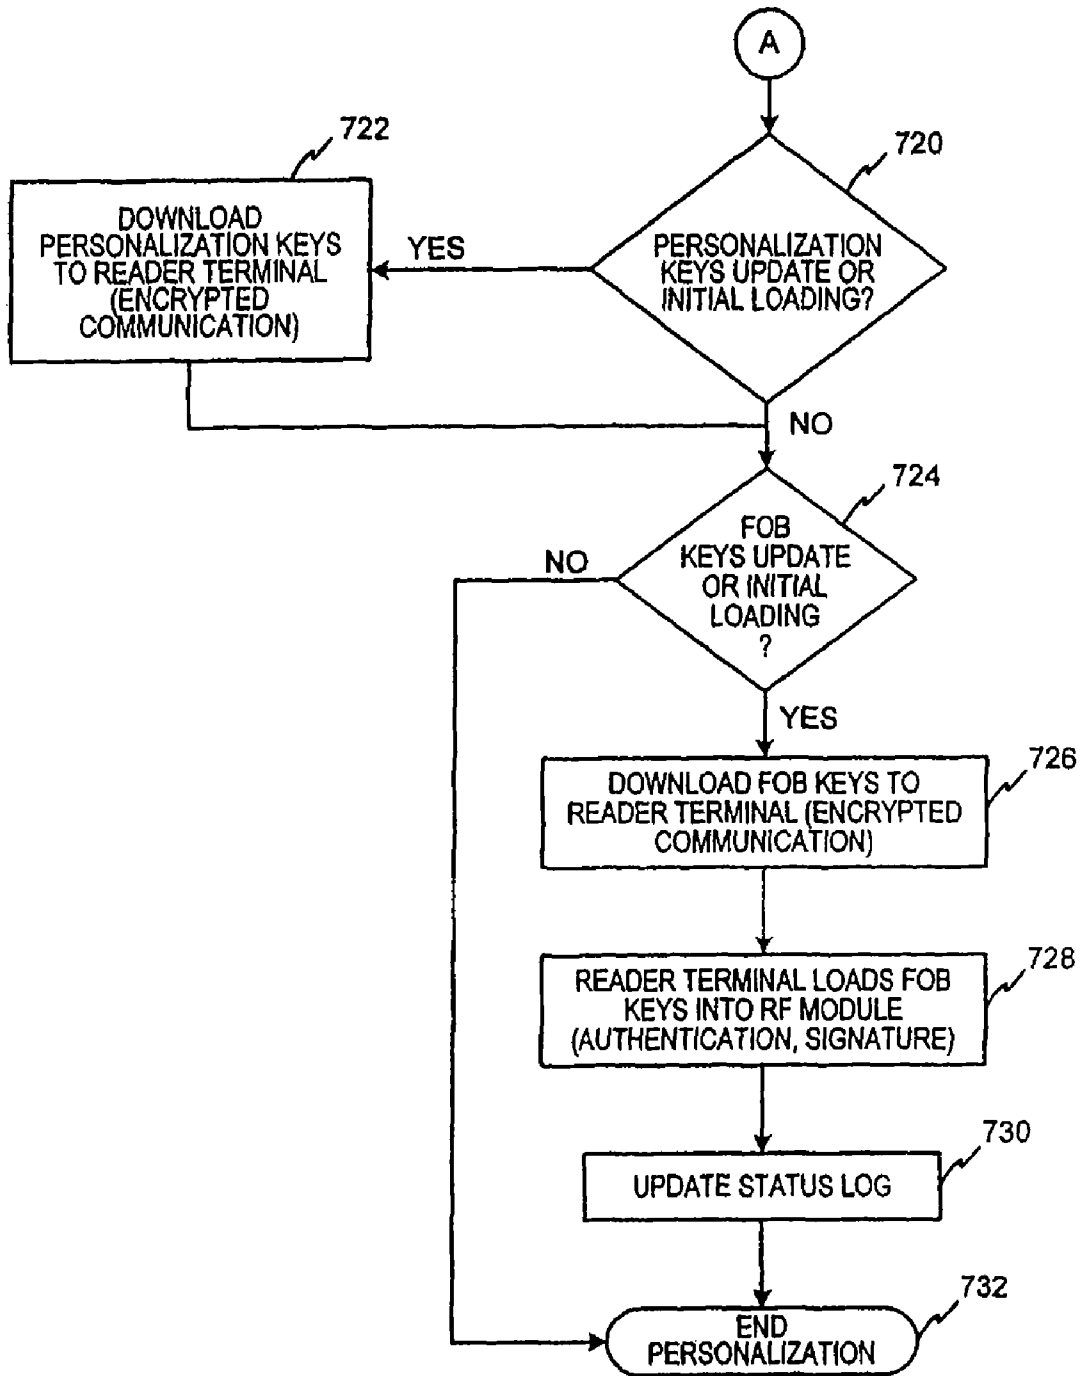 A
722
720
DOWNLOAD
PERSONALIZATION KEYS
TO READER TERMINAL
(ENCRYPTED
COMMUNICATION)
YES
PERSONALIZATION
KEYS UPDATE OR
INITIAL LOADING?
NO
724
FOB
KEYS UPDATE
OR INITIAL
LOADING
?
NO
YES
726
DOWNLOAD FOB KEYS TO
READER TERMINAL (ENCRYPTED
COMMUNICATION)
728
READER TERMINAL LOADS FOB
KEYS INTO RF MODULE
(AUTHENTICATION, SIGNATURE)
730
UPDATE STATUS LOG
732
END
PERSONALIZATION